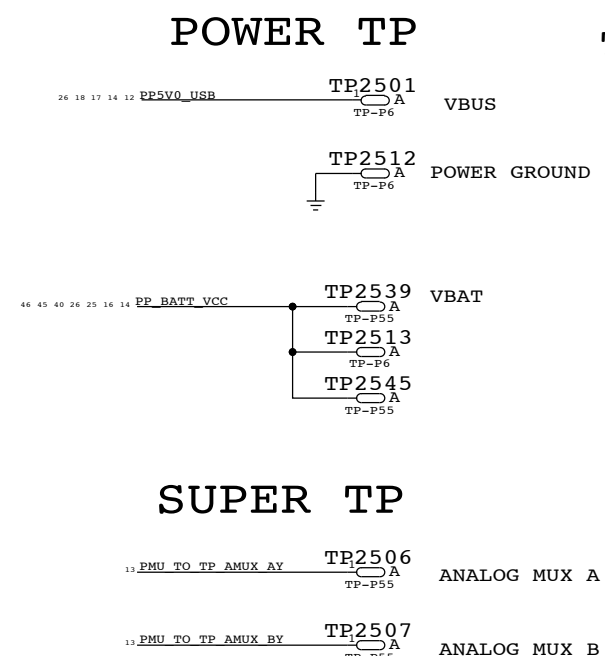 POWER TP
TP2501
26 18 17 14 12 PP5V0_USB 1 A VBUS
TP-P6
TP2512
A POWER GROUND
TP-P6
TP2539 VBAT
46 45 40 26 25 16 14 PP_BATT_VCC A
TP-P55
TP2513
A
TP-P6
TP2545
A
TP-P55
SUPER TP
TP2506
13 PMU_TO_TP_AMUX_AY 1 A ANALOG MUX A
TP-P55
TP2507
13 PMU_TO_TP_AMUX_BY 1 A ANALOG MUX B